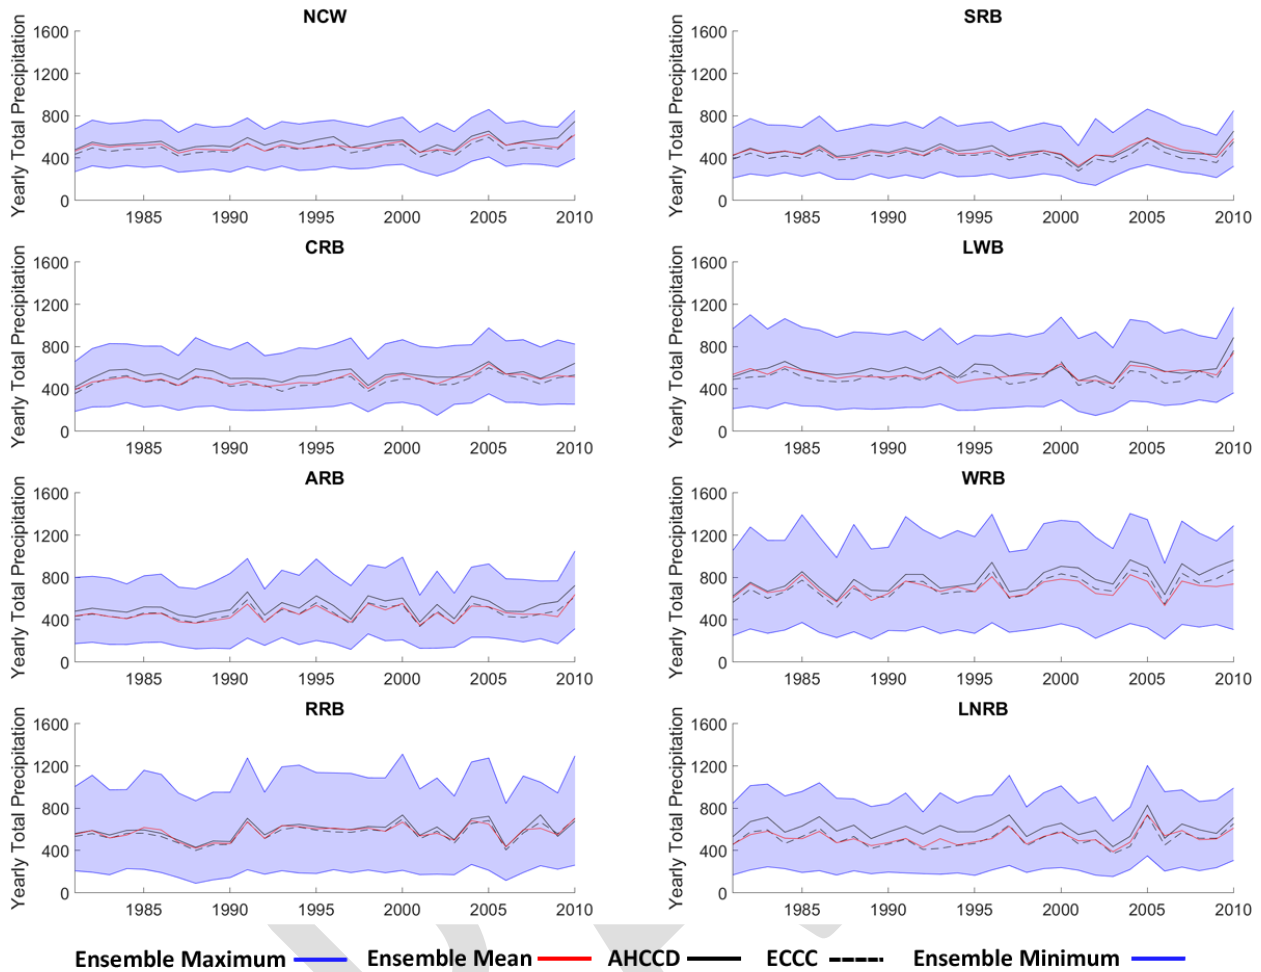 NCW
Yearly Total Precipitation
1600
1200
800
400
0
1985 1990 1995 2000 2005 2010
SRB
Yearly Total Precipitation
1600
1200
800
400
0
1985 1990 1995 2000 2005 2010
CRB
Yearly Total Precipitation
1600
1200
800
400
0
1985 1990 1995 2000 2005 2010
LWB
Yearly Total Precipitation
1600
1200
800
400
0
1985 1990 1995 2000 2005 2010
ARB
Yearly Total Precipitation
1600
1200
800
400
0
1985 1990 1995 2000 2005 2010
WRB
Yearly Total Precipitation
1600
1200
800
400
0
1985 1990 1995 2000 2005 2010
RRB
Yearly Total Precipitation
1600
1200
800
400
0
1985 1990 1995 2000 2005 2010
LNRB
Yearly Total Precipitation
1600
1200
800
400
0
1985 1990 1995 2000 2005 2010
Ensemble Maximum Ensemble Mean AHCCD ECCC Ensemble Minimum